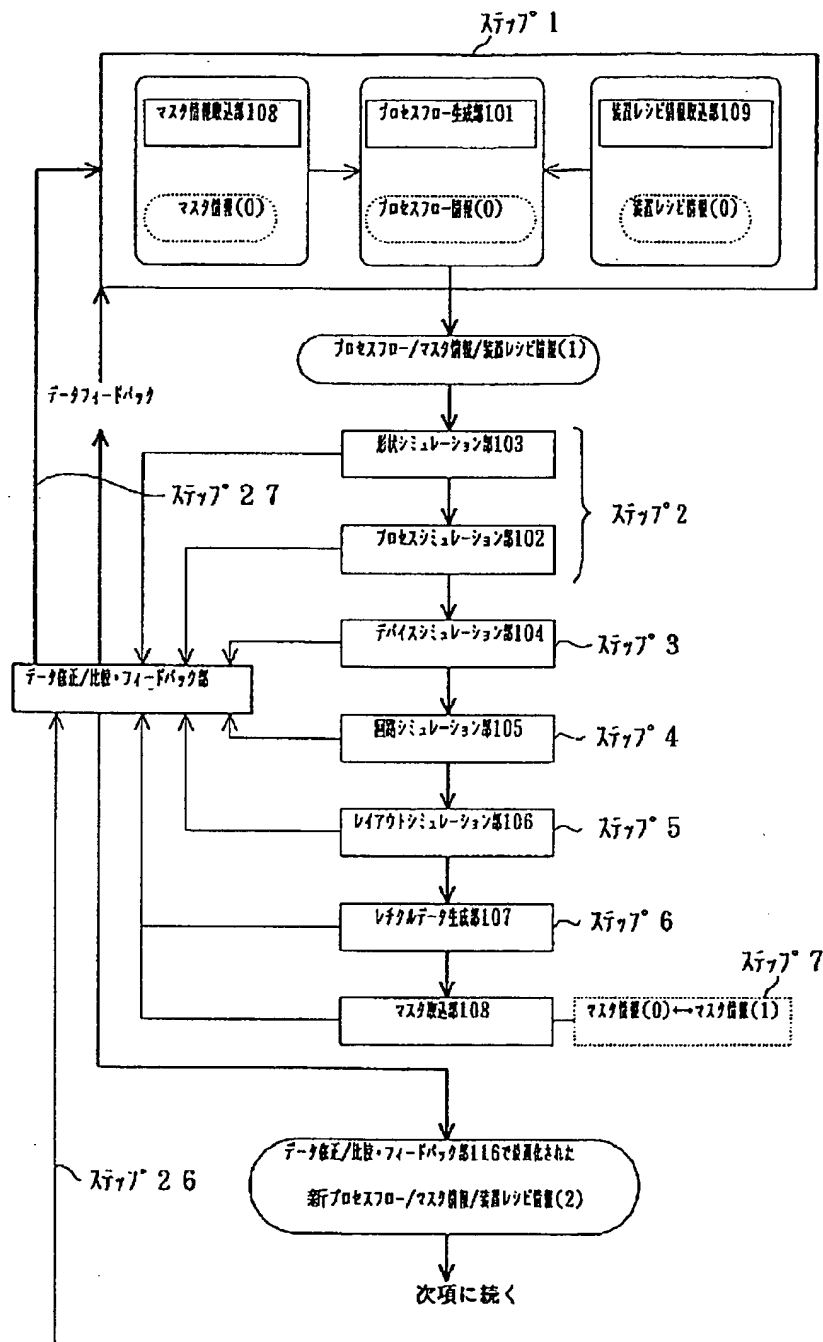 ステップ 1
マスタ情報取込部108
プロセスフロー生成部101
装置レシピ情報取込部109
マスタ情報(0)
プロセスフロー情報(0)
装置レシピ情報(0)
プロセスフロー/マスタ情報/装置レシピ情報(1)
データフィードバック
形状シミュレーション部103
ステップ 2 7
ステップ 2
プロセスシミュレーション部102
デバイスシミュレーション部104
ステップ 3
データ修正/比較・フィードバック部
回路シミュレーション部105
ステップ 4
レイアウトシミュレーション部106
ステップ 5
レチクルデータ生成部107
ステップ 6
ステップ 7
マスタ取込部108
マスタ情報(0)↔マスタ情報(1)
データ修正/比較・フィードバック部116で最適化された
新プロセスフロー/マスタ情報/装置レシピ情報(2)
ステップ 2 6
次項に続く